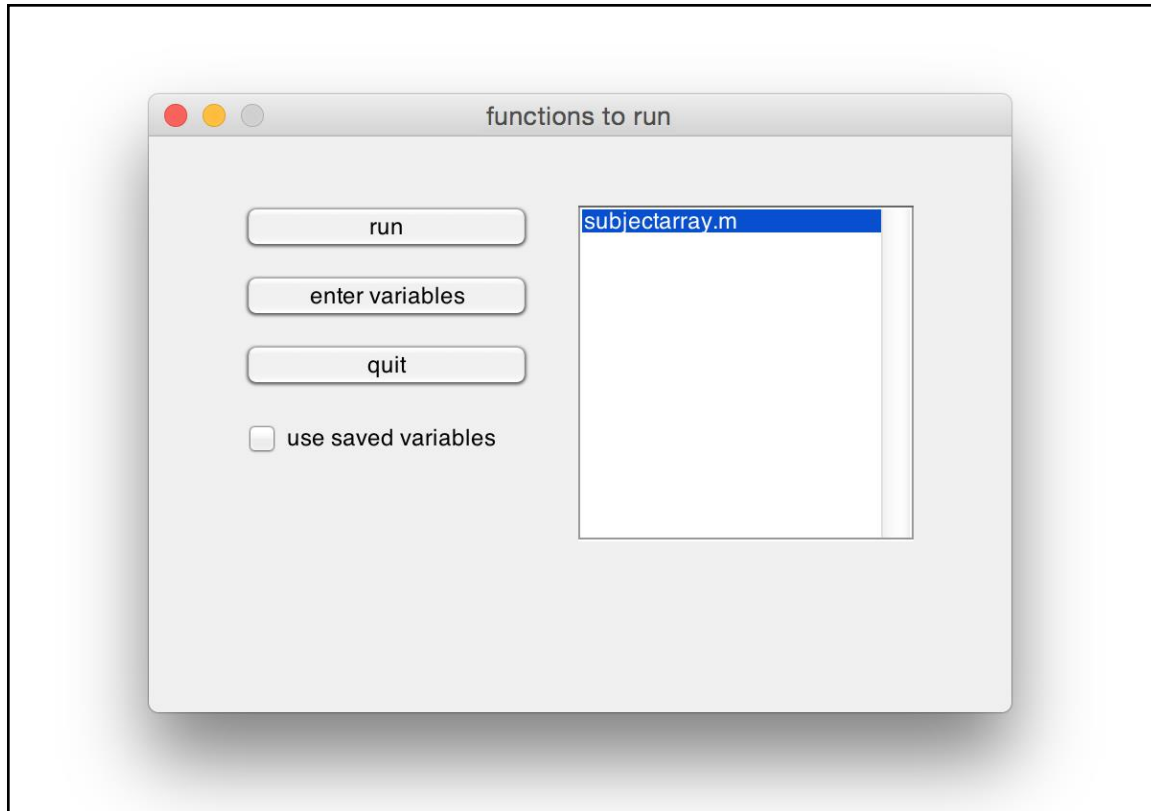 functions to run
run
enter variables
quit
use saved variables
subjectarray.m